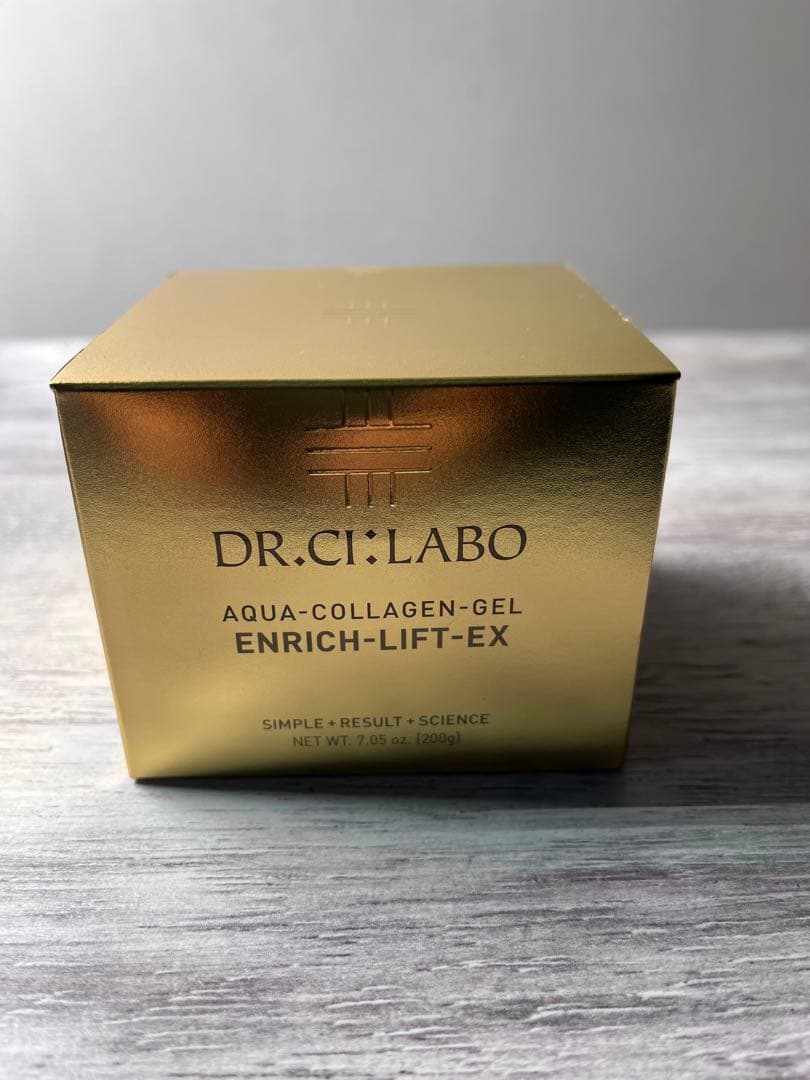 DR.CI:LABO
AQUA-COLLAGEN-GEL
ENRICH-LIFT-EX
SIMPLE+RESULT+SCIENCE
NET WT. 7.05 oz. [200g]